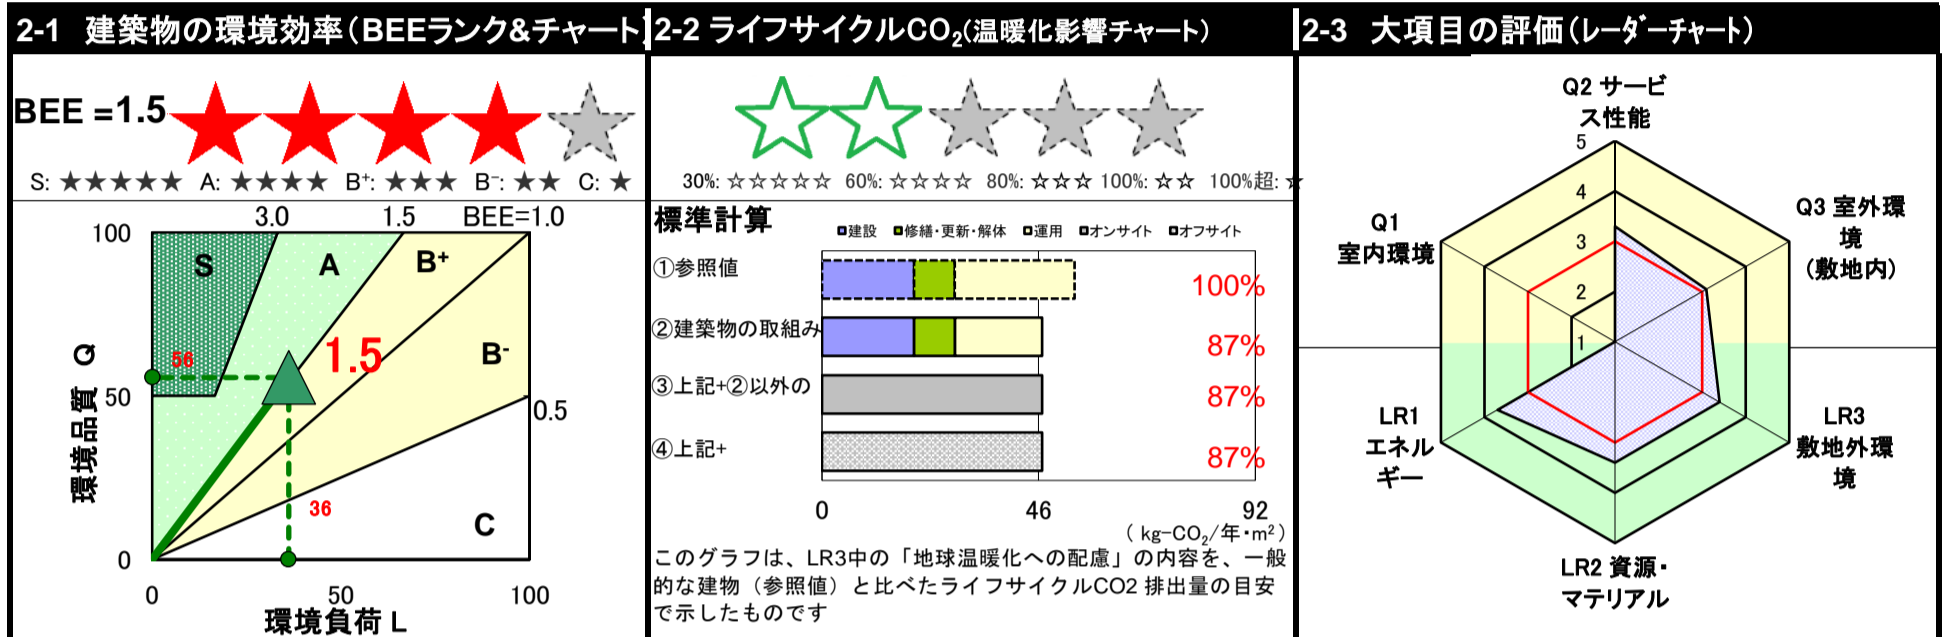 2-1 建築物の環境効率(BEEランク&チャート)
BEE =1.5
S: ★★★★★ A: ★★★★ B⁺: ★★★ B⁻: ★★ C: ★
3.0 1.5 BEE=1.0
100
S
A
B⁺
56
1.5
B⁻
50
0.5
36
C
0
環境品質 Q
0 50 100
環境負荷 L
2-2 ライフサイクルCO₂(温暖化影響チャート)
30%: ☆☆☆☆☆ 60%: ☆☆☆☆ 80%: ☆☆☆ 100%: ☆☆ 100%超: ☆
標準計算
建設 修繕・更新・解体 運用 オンサイト オフサイト
①参照値 100%
②建築物の取組み 87%
③上記+②以外の 87%
④上記+ 87%
0 46 92
( kg-CO₂/年・m²)
このグラフは、LR3中の「地球温暖化への配慮」の内容を、一般
的な建物(参照値)と比べたライフサイクルCO2 排出量の目安
で示したものです
2-3 大項目の評価(レーダーチャート)
Q2 サービ
ス性能
5
4
3
2
1
Q1
室内環境
Q3 室外環
境
(敷地内)
LR1
エネル
ギー
LR3
敷地外環
境
LR2 資源・
マテリアル